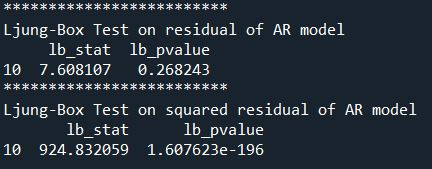 *************************
Ljung-Box Test on residual of AR model
lb_stat lb_pvalue
10 7.608107 0.268243
*************************
Ljung-Box Test on squared residual of AR model
lb_stat lb_pvalue
10 924.832059 1.607623e-196